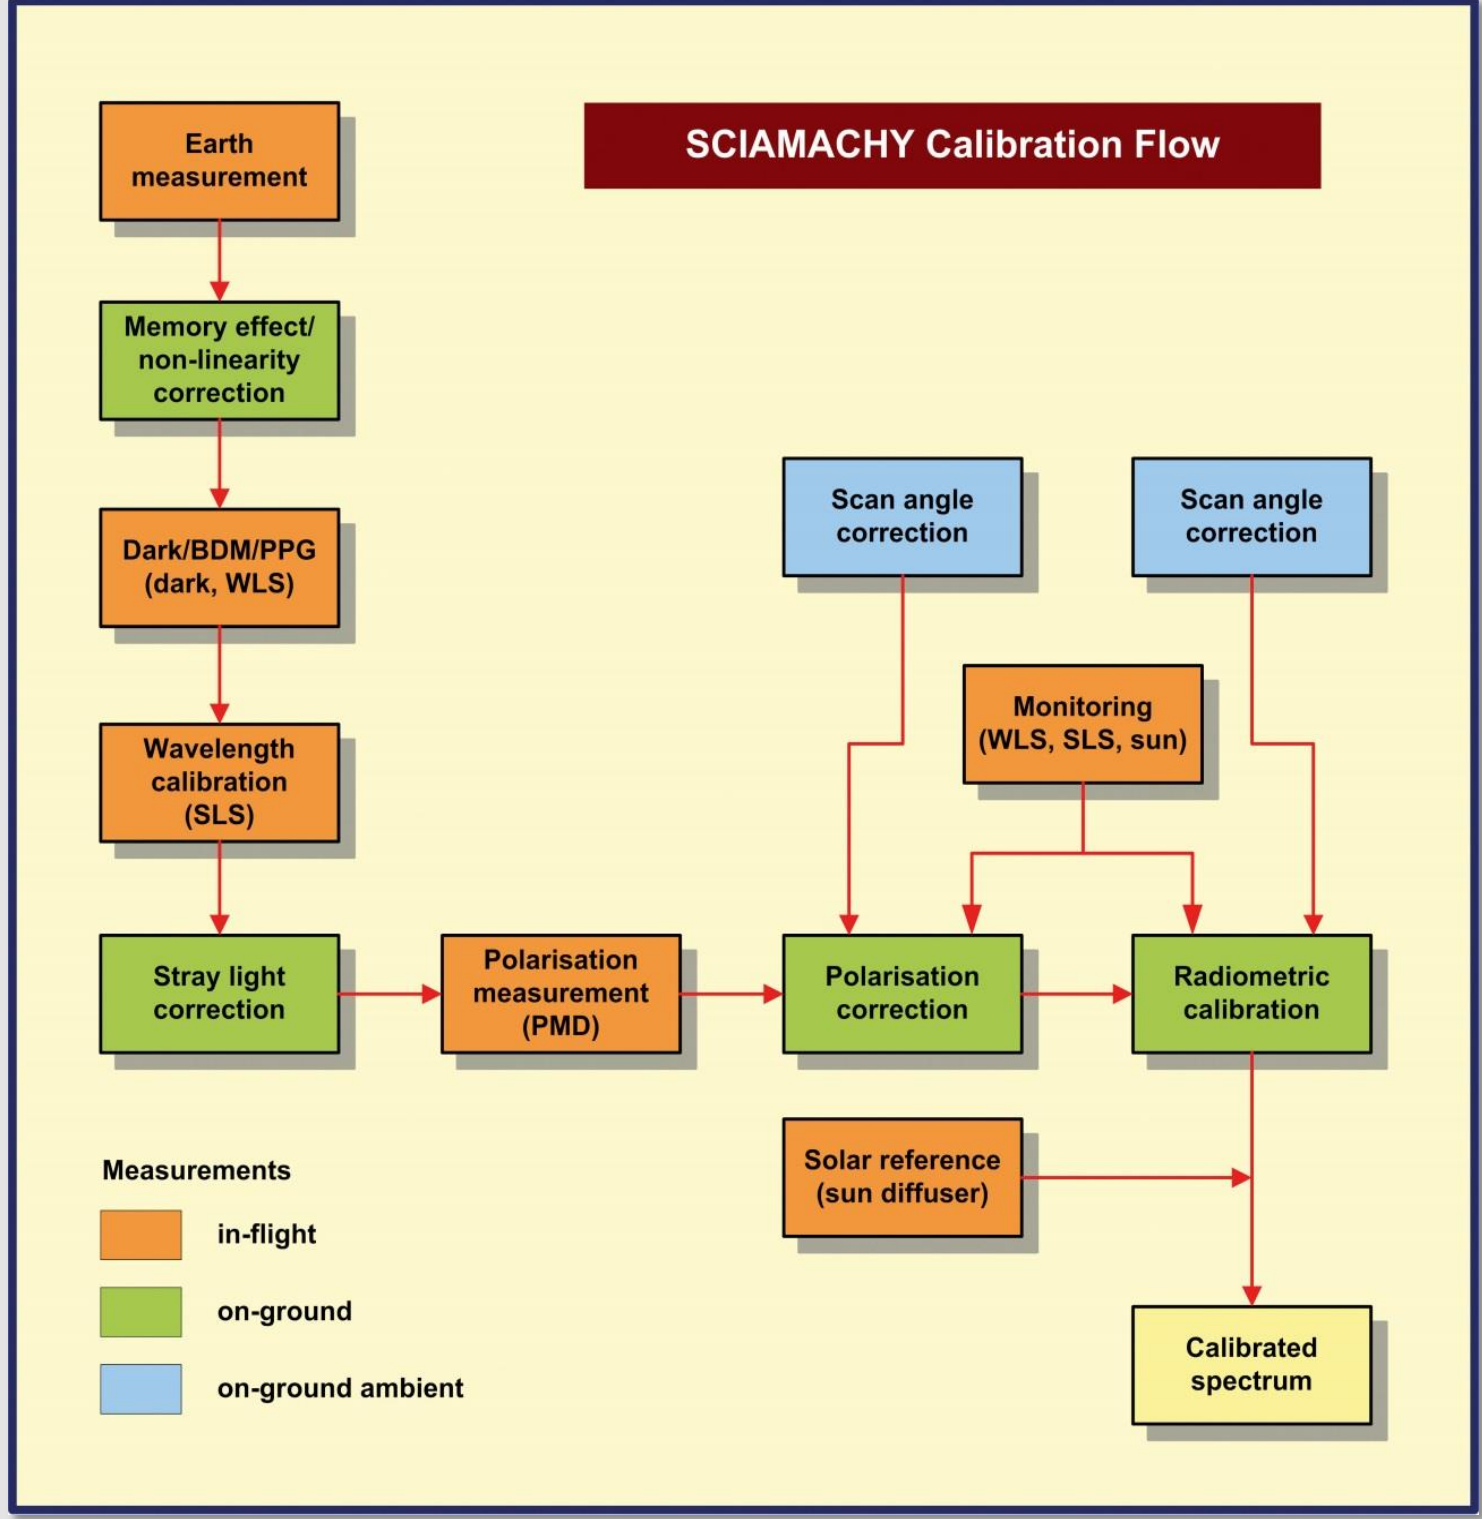 SCIAMACHY Calibration Flow
Earth
measurement
Memory effect/
non-linearity
correction
Dark/BDM/PPG
(dark, WLS)
Wavelength
calibration
(SLS)
Stray light
correction
Polarisation
measurement
(PMD)
Scan angle
correction
Scan angle
correction
Monitoring
(WLS, SLS, sun)
Polarisation
correction
Radiometric
calibration
Solar reference
(sun diffuser)
Calibrated
spectrum
Measurements
in-flight
on-ground
on-ground ambient